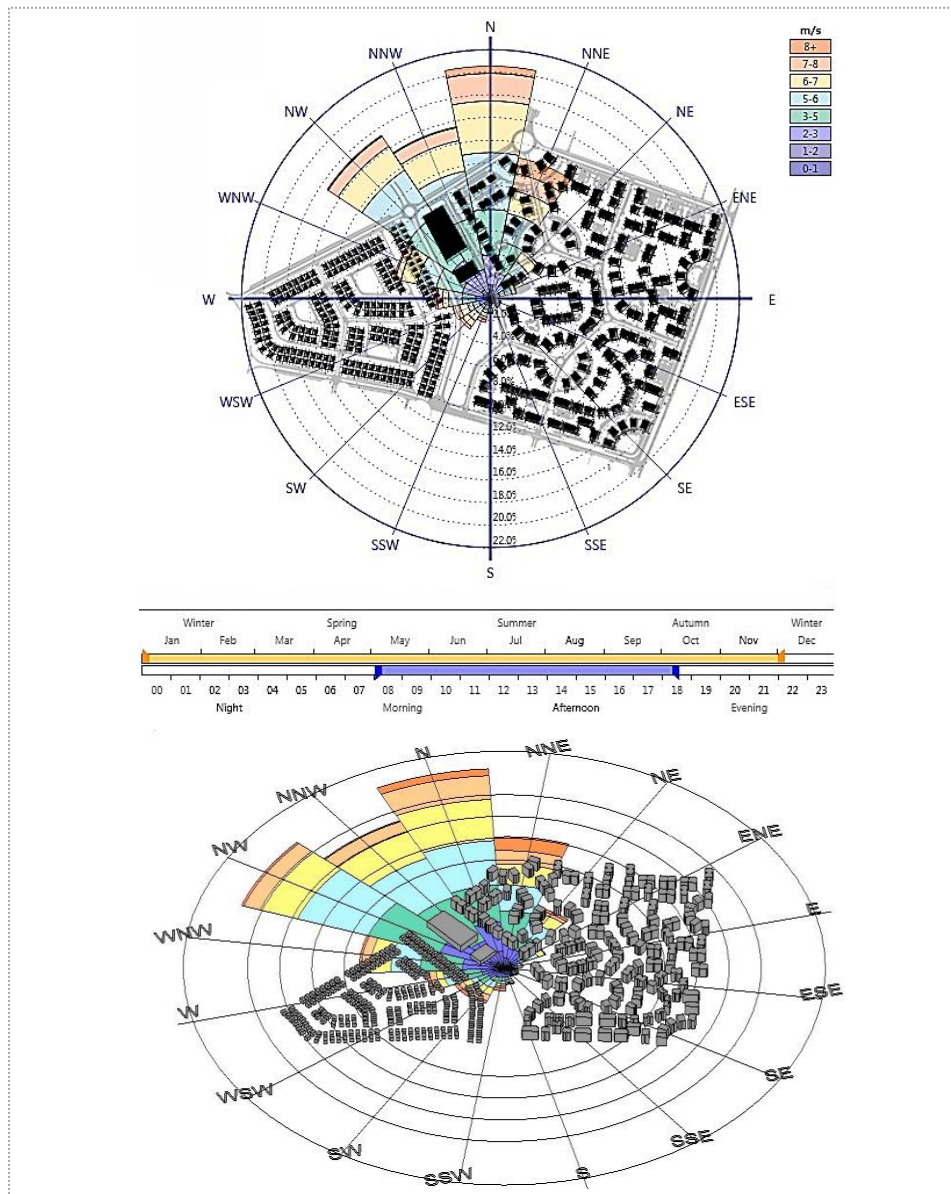 N
m/s
NNW
NNE
8+
7-8
6-7
NW
NE
5-6
3-5
2-3
1-2
0-1
WNW
ENE
W
E
4.0%
WSW
ESE
12.0%
14.0%
16.0%
SW
SE
18.0%
20.0%
SSW
SSE
22.0%
S
Winter Spring Summer Autumn Winter
Jan Feb Mar Apr May Jun Jul Aug Sep Oct Nov Dec
00 01 02 03 04 05 06 07 08 09 10 11 12 13 14 15 16 17 18 19 20 21 22 23
Night Morning Afternoon Evening
N
NNE
NNW
NE
NW
ENE
WNW
E
W
ESE
WSW
SE
SW
SSE
SSW
S